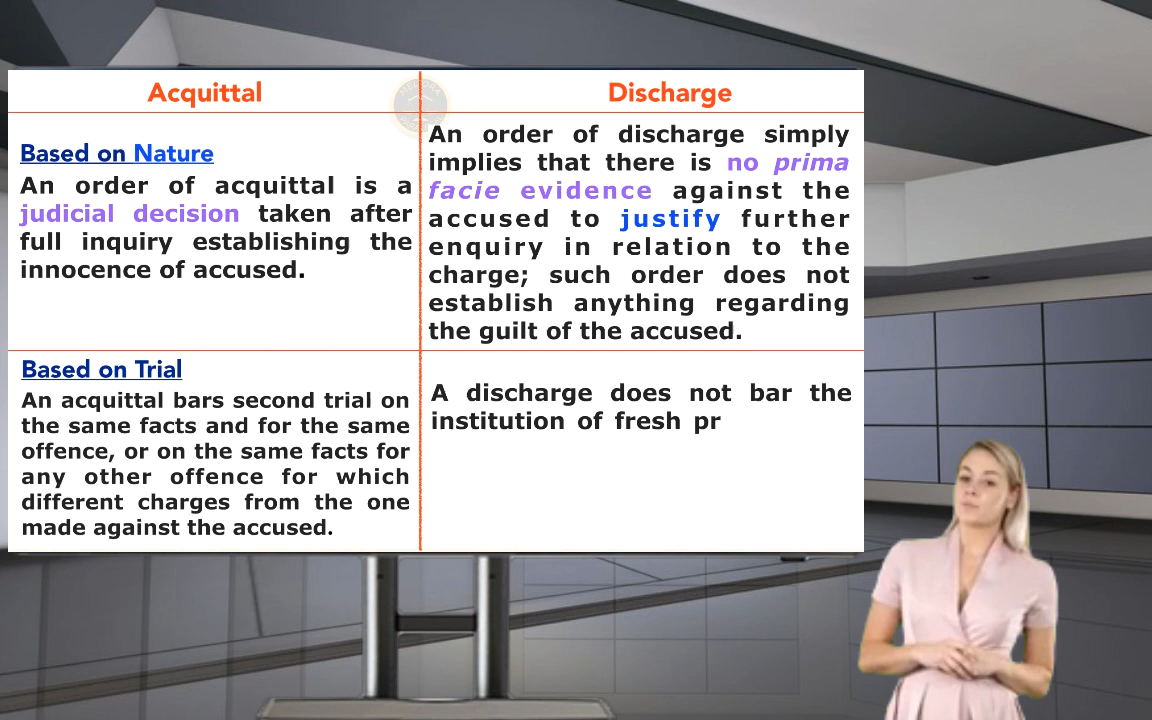 Acquittal
Discharge
Based on Nature
An order of acquittal is a
judicial decision taken after
full inquiry establishing the
innocence of accused.
An order of discharge simply
implies that there is no prima
facie evidence against the
accused to justify further
enquiry in relation to the
charge; such order does not
establish anything regarding
the guilt of the accused.
Based on Trial
An acquittal bars second trial on
the same facts and for the same
offence, or on the same facts for
any other offence for which
different charges from the one
made against the accused.
A discharge does not bar the
institution of fresh pr